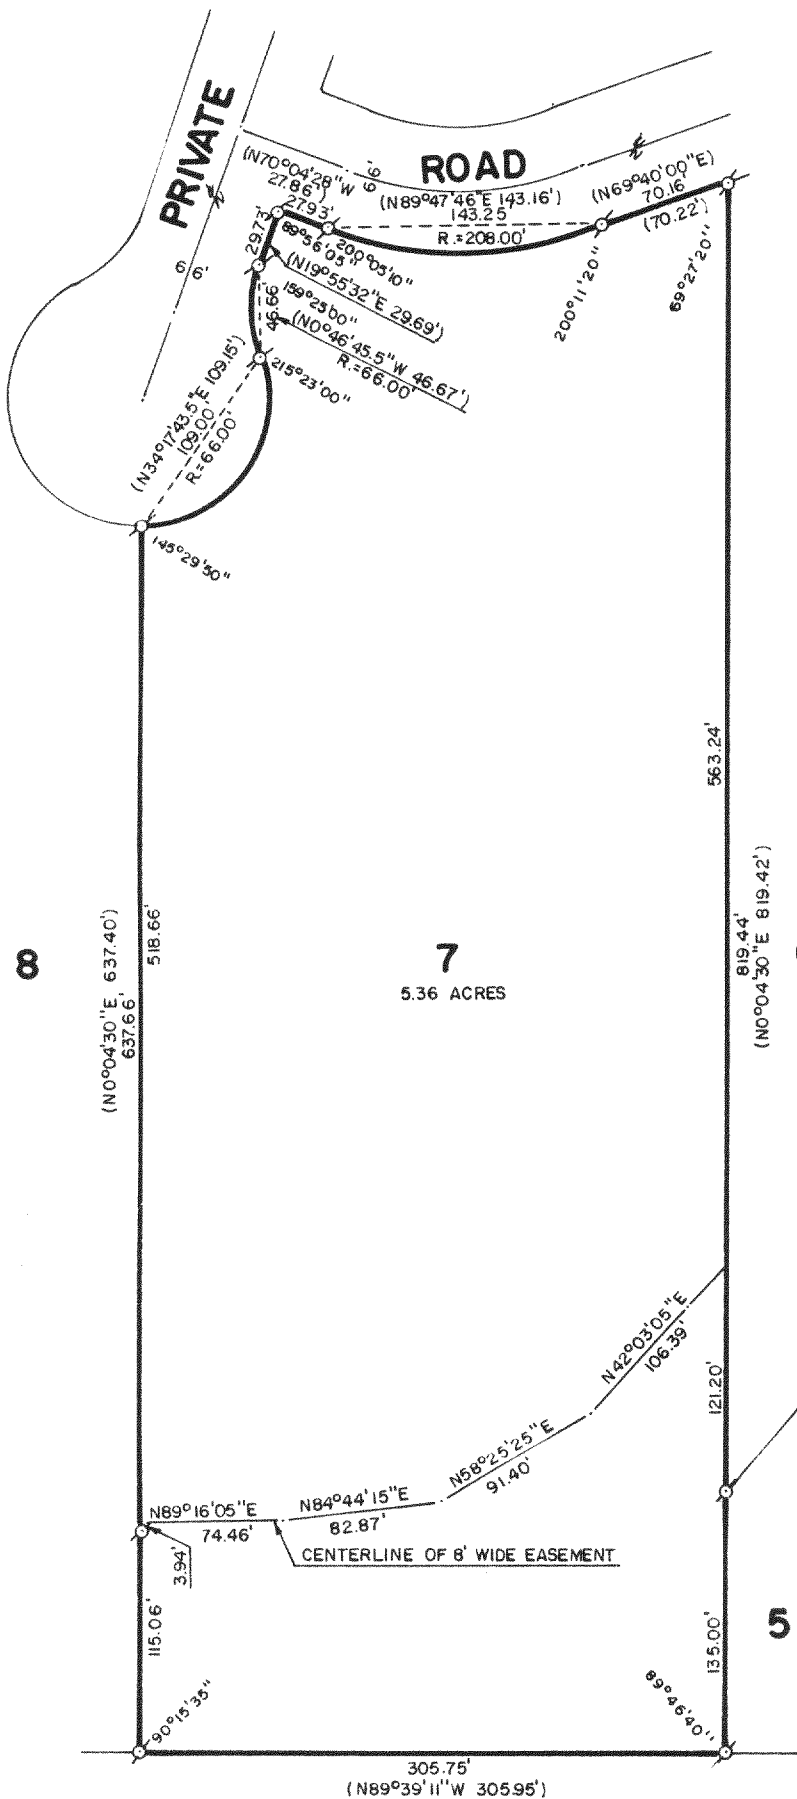 PRIVATE
ROAD
66'
66'
(N70°04'28"W
27.86')
27.93'
(N89°47'46"E 143.16')
143.25
R.=208.00'
(N69°40'00"E)
70.16'
(70.22')
29.73'
89°56'05"
200°05'10"
200°11'20"
69°27'20"
(N19°55'32"E 29.69')
159°25'00"
46.66'
(N0°46'45.5"W 46.67')
R.=66.00'
215°23'00"
(N34°17'43.5"E 109.15')
109.00'
R=66.00'
145°29'50"
563.24'
518.66'
(N0°04'30"E 637.40')
637.66'
819.44'
(N0°04'30"E 819.42')
8
7
5.36 ACRES
N42°03'05"E
106.39'
121.20'
N58°25'25"E
91.40'
N84°44'15"E
82.87'
N89°16'05"E
74.46'
CENTERLINE OF 8' WIDE EASEMENT
3.94'
115.06'
135.00'
5
90°15'35"
89°46'40"
305.75'
(N89°39'11"W 305.95')